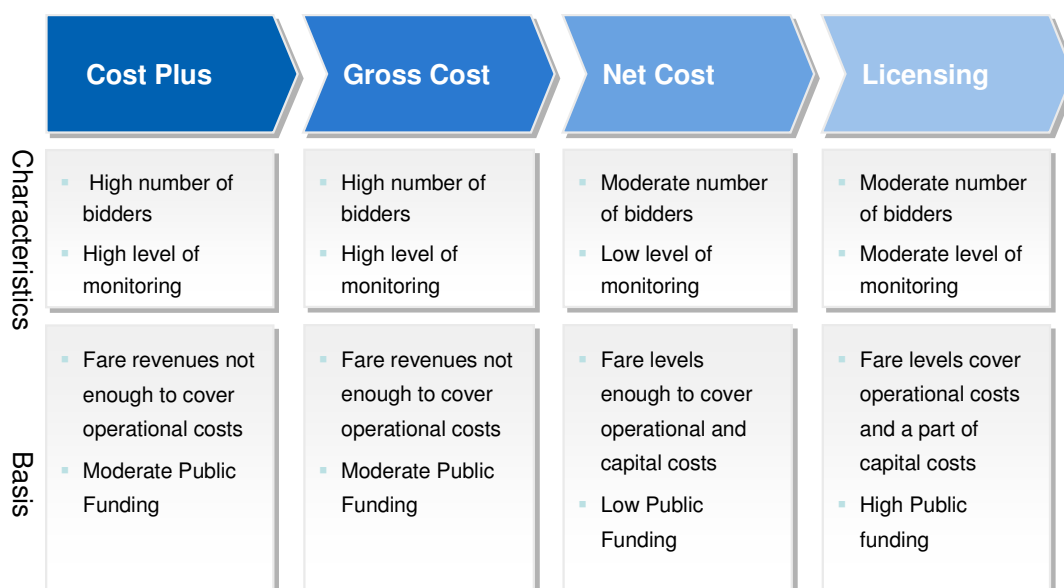 Cost Plus
Gross Cost
Net Cost
Licensing
Characteristics
High number of
bidders
High level of
monitoring
High number of
bidders
High level of
monitoring
Moderate number
of bidders
Low level of
monitoring
Moderate number
of bidders
Moderate level of
monitoring
Basis
Fare revenues not
enough to cover
operational costs
Moderate Public
Funding
Fare revenues not
enough to cover
operational costs
Moderate Public
Funding
Fare levels
enough to cover
operational and
capital costs
Low Public
Funding
Fare levels cover
operational costs
and a part of
capital costs
High Public
funding